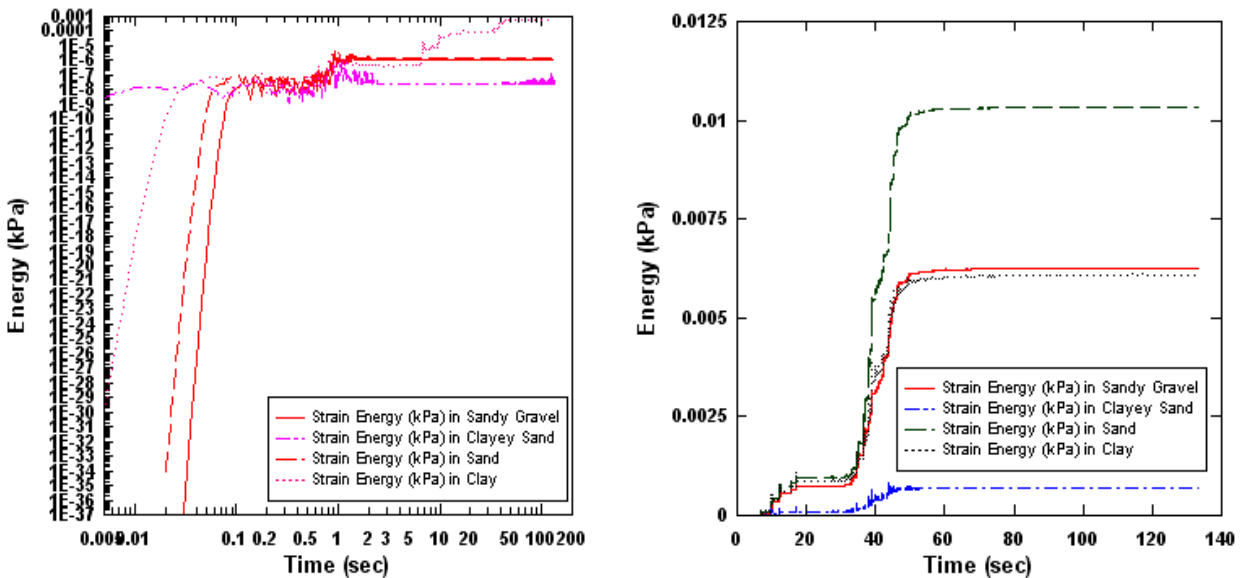 0.001
0.0001
1E-5
1E-6
1E-7
1E-8
1E-9
1E-10
1E-11
1E-12
1E-13
1E-14
1E-15
1E-16
1E-17
1E-18
1E-19
1E-20
1E-21
1E-22
1E-23
1E-24
1E-25
1E-26
1E-27
1E-28
1E-29
1E-30
1E-31
1E-32
1E-33
1E-34
1E-35
1E-36
1E-37
Energy (kPa)
Strain Energy (kPa) in Sandy Gravel
Strain Energy (kPa) in Clayey Sand
Strain Energy (kPa) in Sand
Strain Energy (kPa) in Clay
0.005 0.01 0.1 0.2 0.5 1 2 3 5 10 20 50 100 200
Time (sec)
0.0125
0.01
0.0075
0.005
0.0025
0
Energy (kPa)
Strain Energy (kPa) in Sandy Gravel
Strain Energy (kPa) in Clayey Sand
Strain Energy (kPa) in Sand
Strain Energy (kPa) in Clay
0 20 40 60 80 100 120 140
Time (sec)